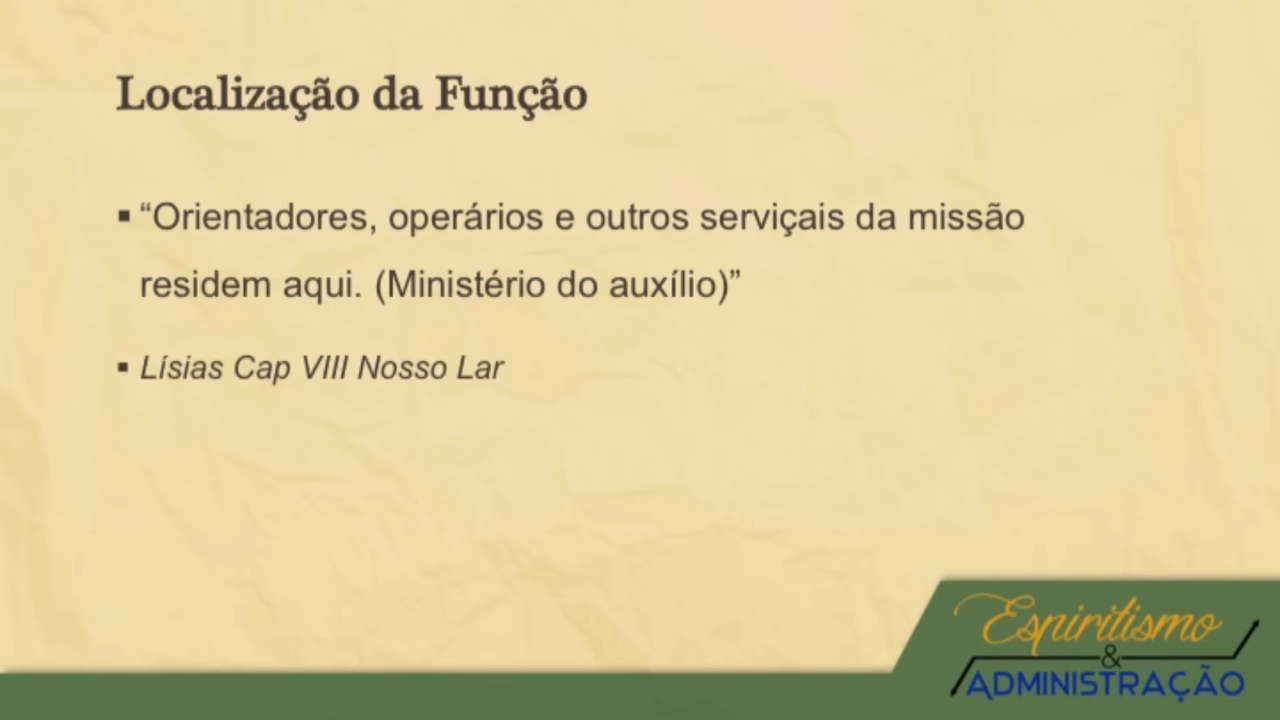 Localização da Função
▪ “Orientadores, operários e outros serviçais da missão
residem aqui. (Ministério do auxílio)”
▪ Lísias Cap VIII Nosso Lar
Espiritismo
&
ADMINISTRAÇÃO